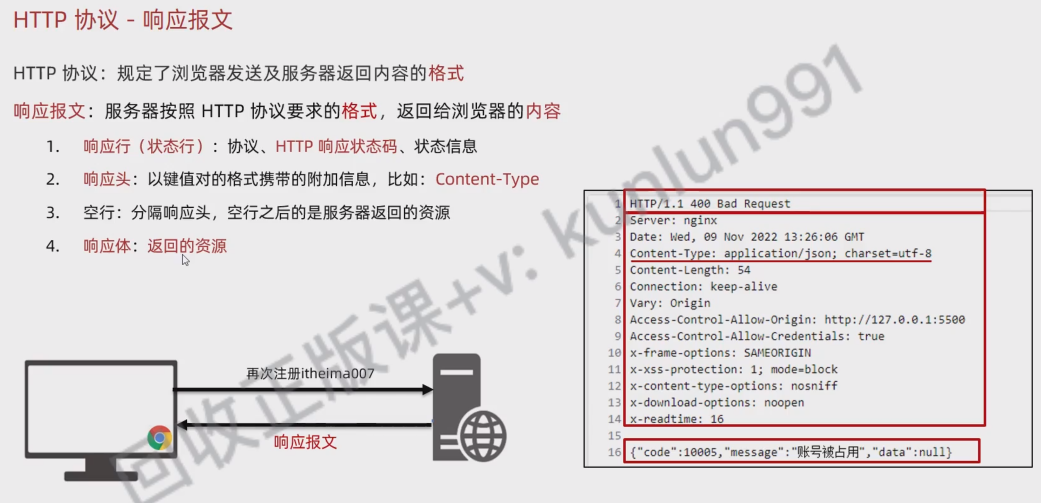 HTTP 协议 - 响应报文
HTTP 协议：规定了浏览器发送及服务器返回内容的格式
响应报文：服务器按照 HTTP 协议要求的格式，返回给浏览器的内容
1. 响应行（状态行）：协议、HTTP 响应状态码、状态信息
2. 响应头：以键值对的格式携带的附加信息，比如：Content-Type
3. 空行：分隔响应头，空行之后的是服务器返回的资源
4. 响应体：返回的资源
再次注册itheima007
响应报文
1 HTTP/1.1 400 Bad Request
2 Server: nginx
3 Date: Wed, 09 Nov 2022 13:26:06 GMT
4 Content-Type: application/json; charset=utf-8
5 Content-Length: 54
6 Connection: keep-alive
7 Vary: Origin
8 Access-Control-Allow-Origin: http://127.0.0.1:5500
9 Access-Control-Allow-Credentials: true
10 x-frame-options: SAMEORIGIN
11 x-xss-protection: 1; mode=block
12 x-content-type-options: nosniff
13 x-download-options: noopen
14 x-readtime: 16
15
16 {"code":10005,"message":"账号被占用","data":null}
回收正版课+v: kunlun991